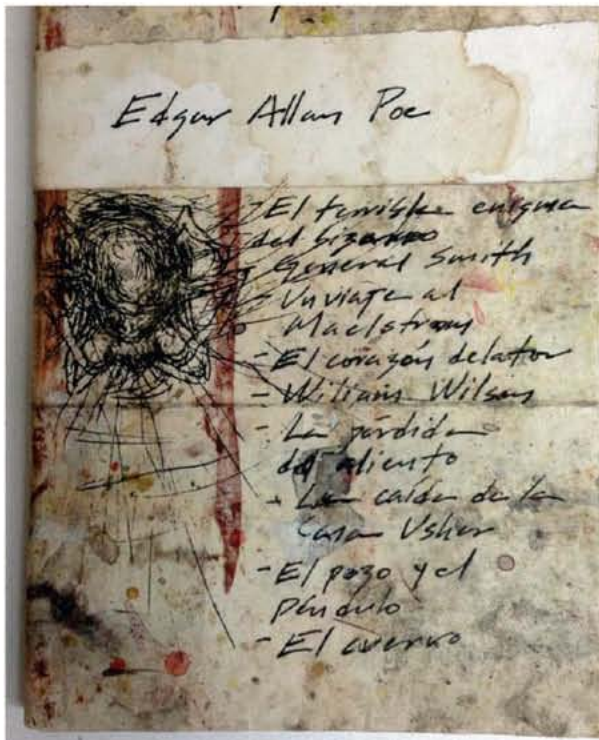 Edgar Allan Poe
- El terrible enigma
del bizarro
General Smith
- Un viaje al
Maelstrom
- El corazón delator
- Wiliams Wilson
- La pérdida
del aliento
- La caída de la
Casa Usher
- El pozo y el
péndulo
- El cuervo